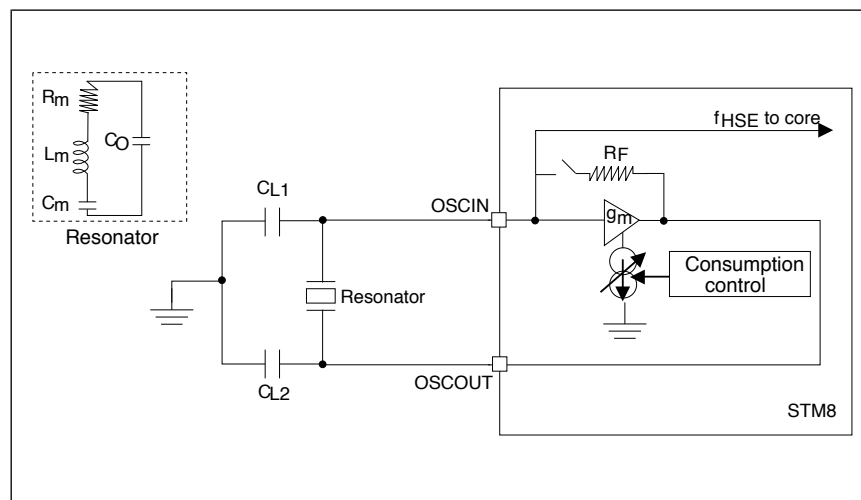 Rm
Lm
Cm
CO
Resonator
CL1
CL2
Resonator
OSCIN
OSCOUT
fHSE to core
RF
gm
Consumption
control
STM8